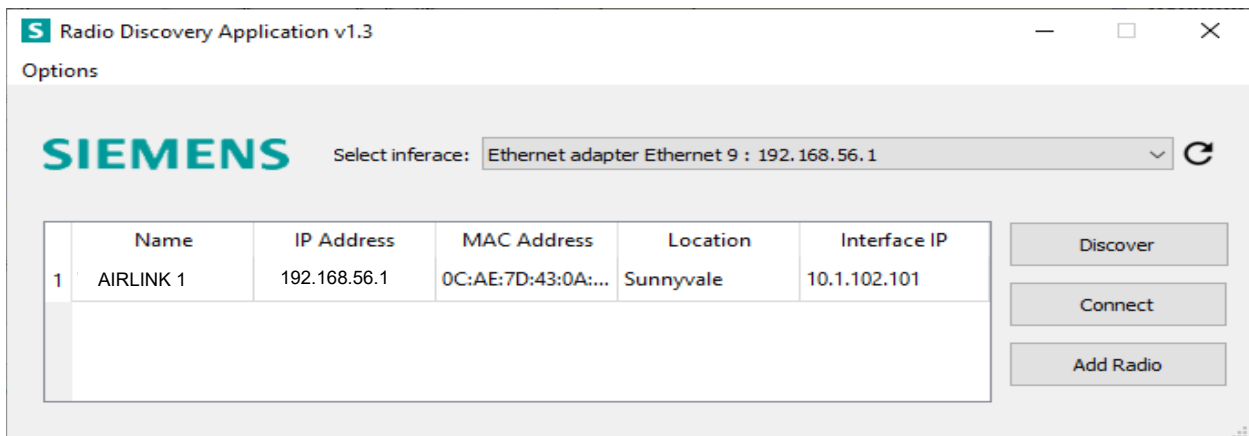 S Radio Discovery Application v1.3
Options
SIEMENS Select inferace: Ethernet adapter Ethernet 9 : 192.168.56.1
Name IP Address MAC Address Location Interface IP Discover
1 AIRLINK 1 192.168.56.1 0C:AE:7D:43:0A:... Sunnyvale 10.1.102.101
Connect
Add Radio